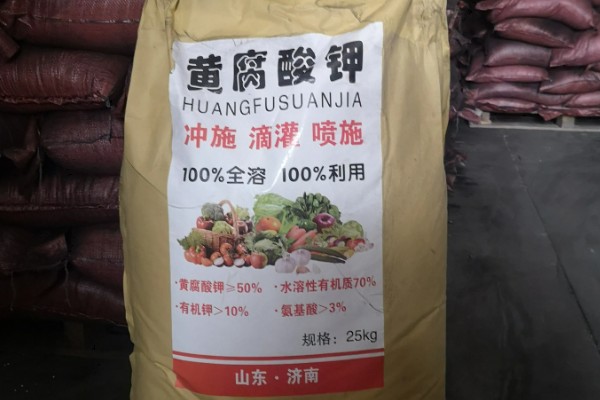 黄腐酸钾
HUANGFUSUANJIA
冲施 滴灌 喷施
100%全溶 100%利用
·黄腐酸钾≥50% ·水溶性有机质70%
·有机钾>10% ·氨基酸>3%
规格：25kg
山东·济南